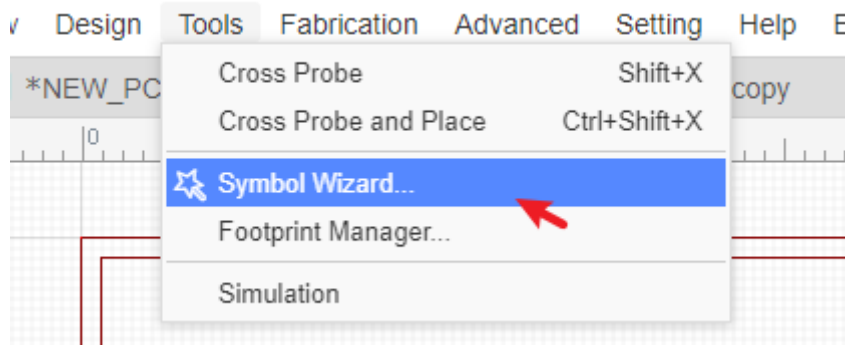 Design Tools Fabrication Advanced Setting Help
*NEW_PC copy
0
Cross Probe Shift+X
Cross Probe and Place Ctrl+Shift+X
Symbol Wizard...
Footprint Manager...
Simulation